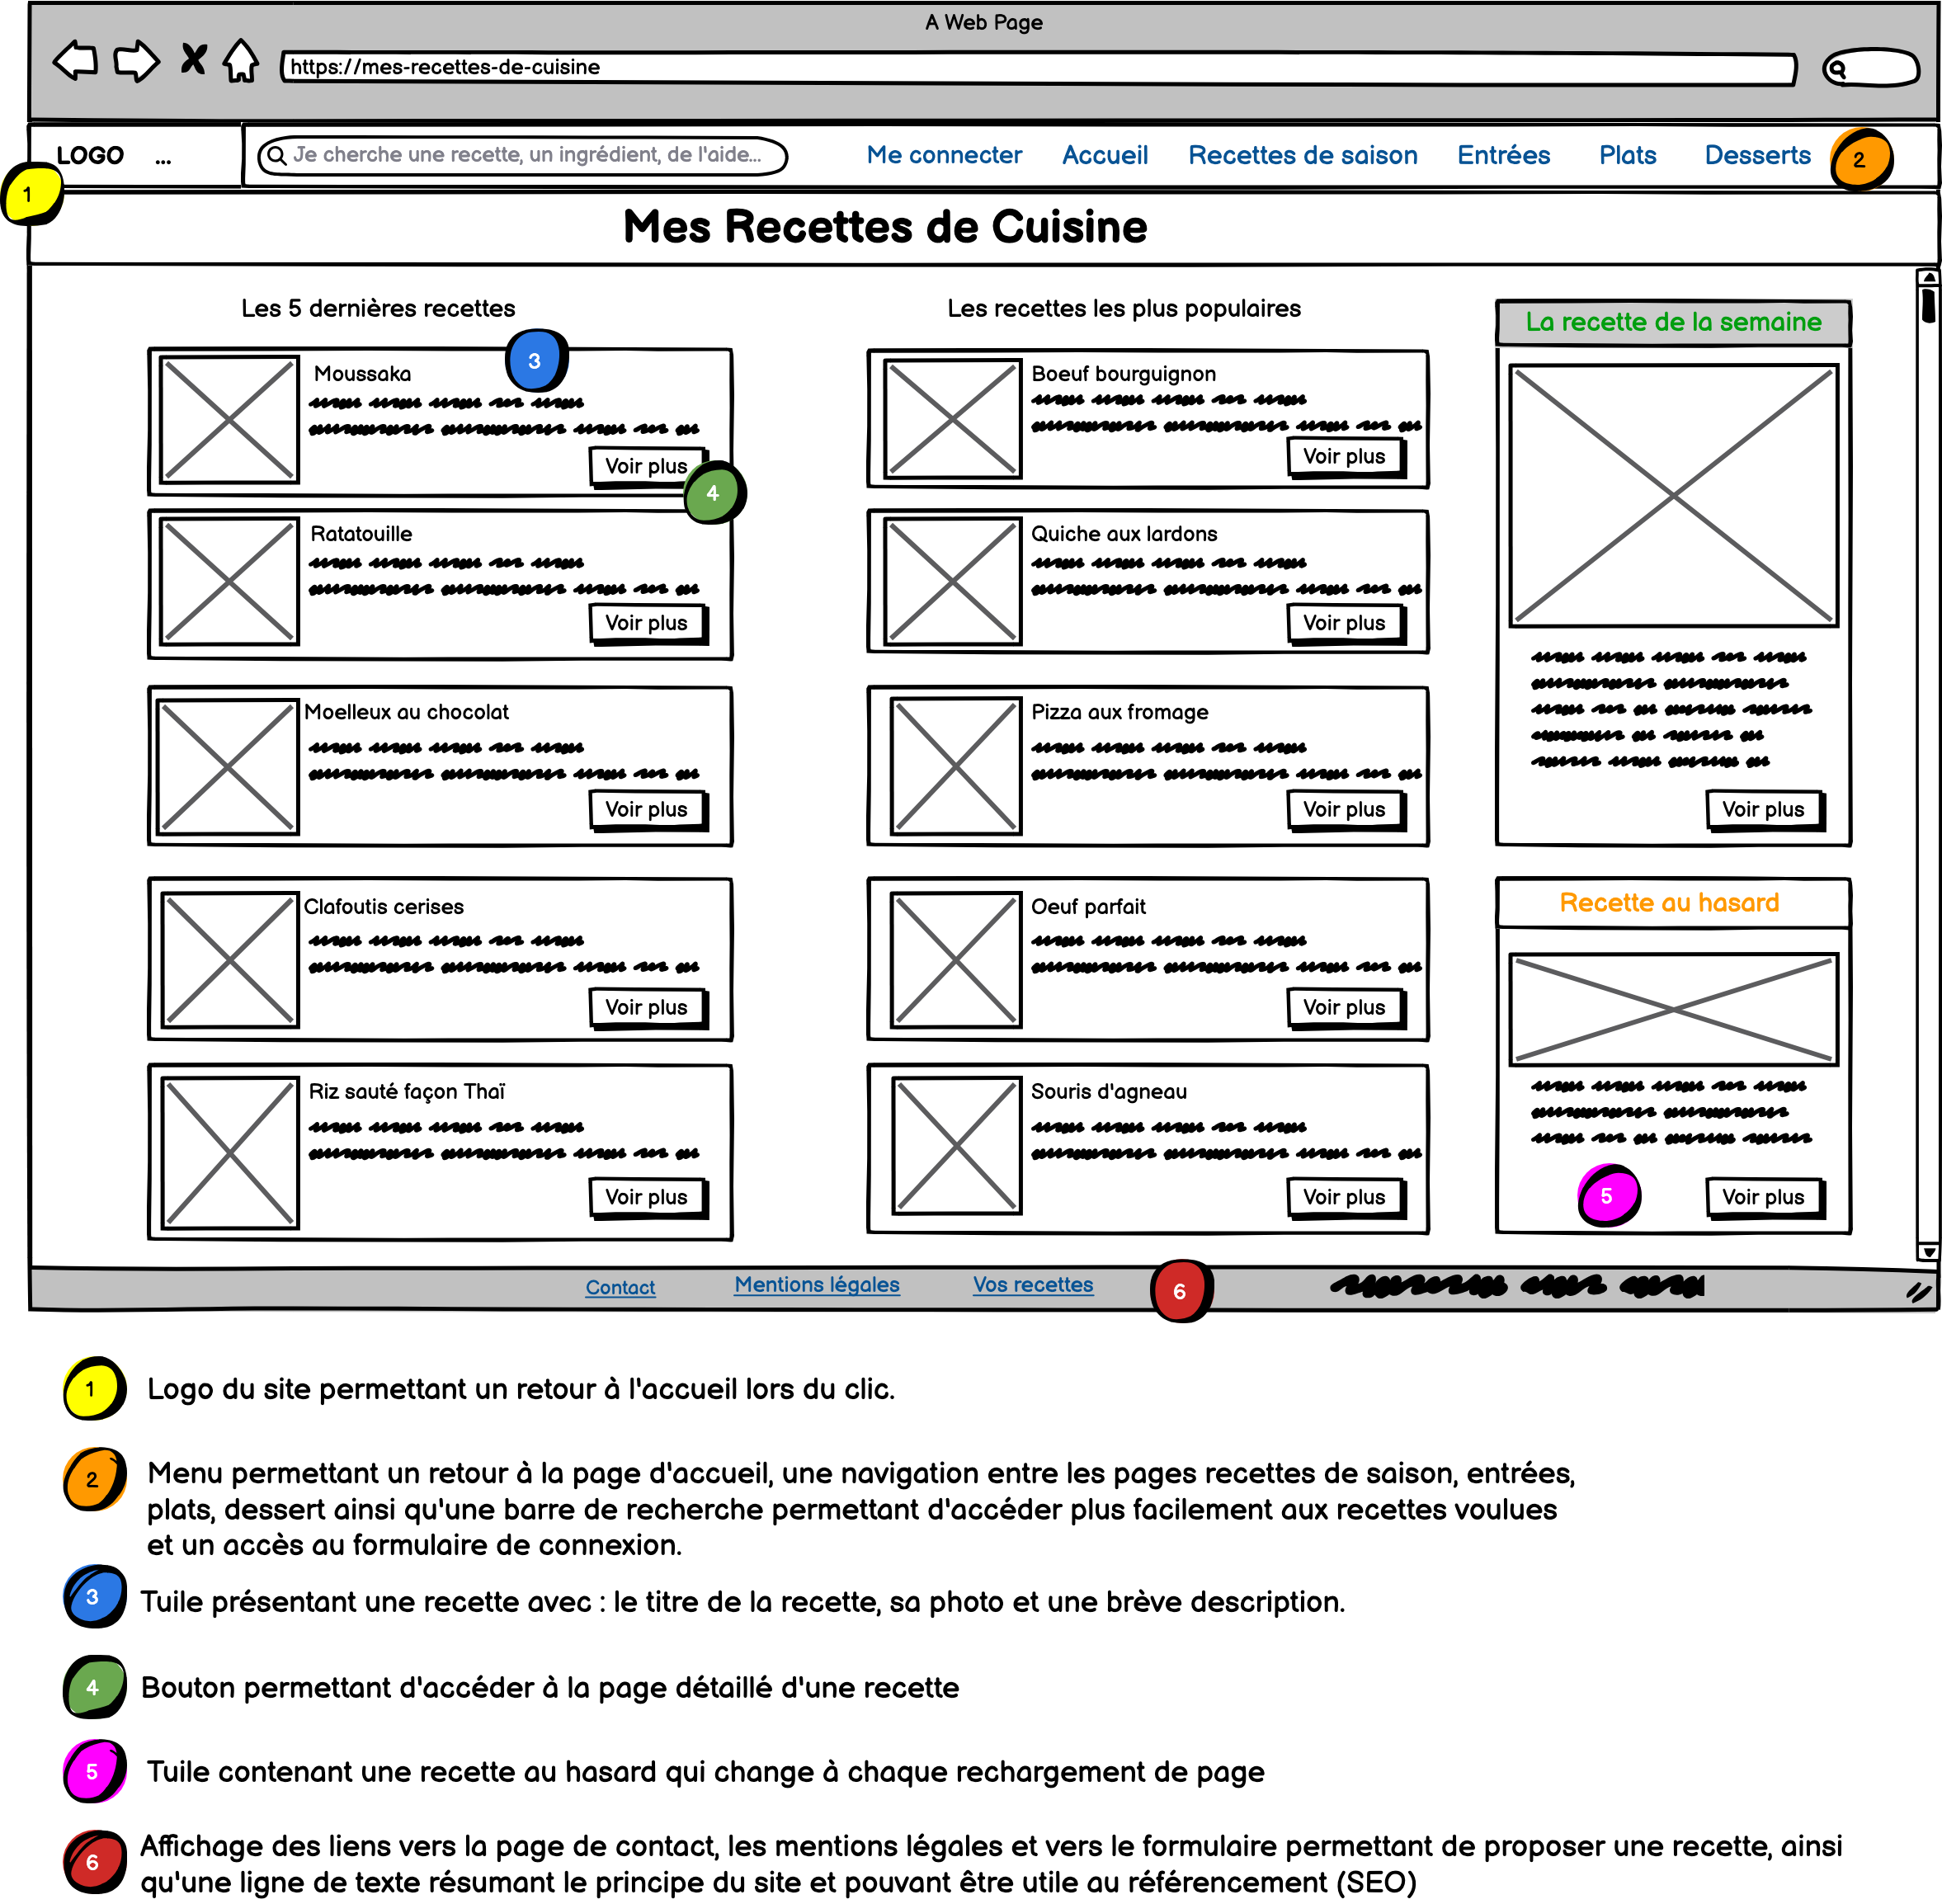 A Web Page
https://mes-recettes-de-cuisine
LOGO ...
Je cherche une recette, un ingrédient, de l'aide...
Me connecter Accueil Recettes de saison Entrées Plats Desserts
2
1
Mes Recettes de Cuisine
Les 5 dernières recettes
3
Moussaka
Voir plus
4
Ratatouille
Voir plus
Moelleux au chocolat
Voir plus
Clafoutis cerises
Voir plus
Riz sauté façon Thaï
Voir plus
Les recettes les plus populaires
Boeuf bourguignon
Voir plus
Quiche aux lardons
Voir plus
Pizza aux fromage
Voir plus
Oeuf parfait
Voir plus
Souris d'agneau
Voir plus
La recette de la semaine
Voir plus
Recette au hasard
5
Voir plus
Contact Mentions légales Vos recettes
6
1 Logo du site permettant un retour à l'accueil lors du clic.
2 Menu permettant un retour à la page d'accueil, une navigation entre les pages recettes de saison, entrées,
plats, dessert ainsi qu'une barre de recherche permettant d'accéder plus facilement aux recettes voulues
et un accès au formulaire de connexion.
3 Tuile présentant une recette avec : le titre de la recette, sa photo et une brève description.
4 Bouton permettant d'accéder à la page détaillé d'une recette
5 Tuile contenant une recette au hasard qui change à chaque rechargement de page
6 Affichage des liens vers la page de contact, les mentions légales et vers le formulaire permettant de proposer une recette, ainsi
qu'une ligne de texte résumant le principe du site et pouvant être utile au référencement (SEO)